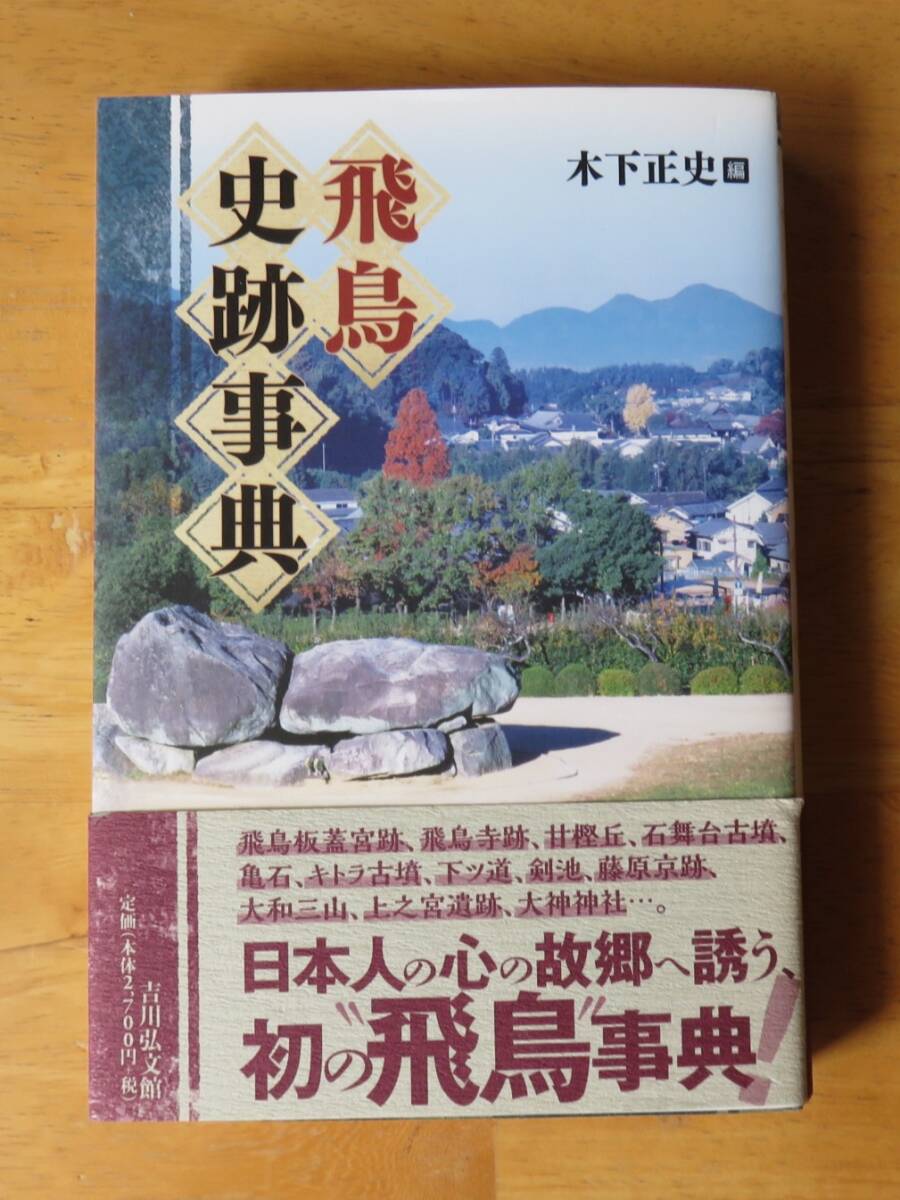 飛鳥
史跡事典
木下正史編
飛鳥板蓋宮跡、飛鳥寺跡、甘樫丘、石舞台古墳、
亀石、キトラ古墳、下ツ道、剣池、藤原京跡、
大和三山、上之宮遺跡、大神神社…。
日本人の心の故郷へ誘う、
初の〝飛鳥〟事典!
吉川弘文館
定価(本体2,700円 税)